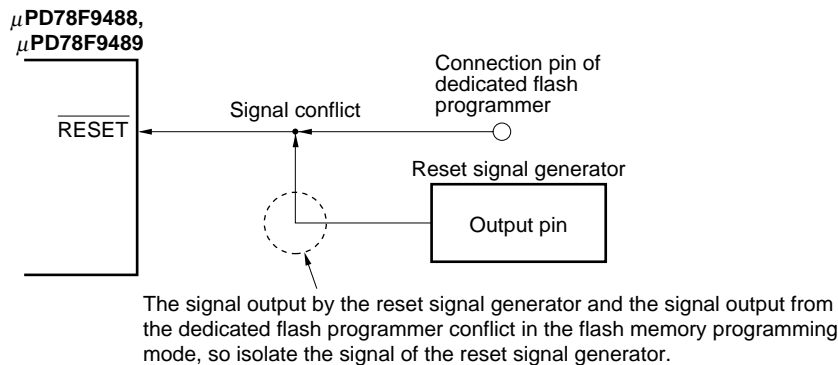 μPD78F9488,
μPD78F9489
Connection pin of
dedicated flash
programmer
Signal conflict
RESET
Reset signal generator
Output pin
The signal output by the reset signal generator and the signal output from
the dedicated flash programmer conflict in the flash memory programming
mode, so isolate the signal of the reset signal generator.